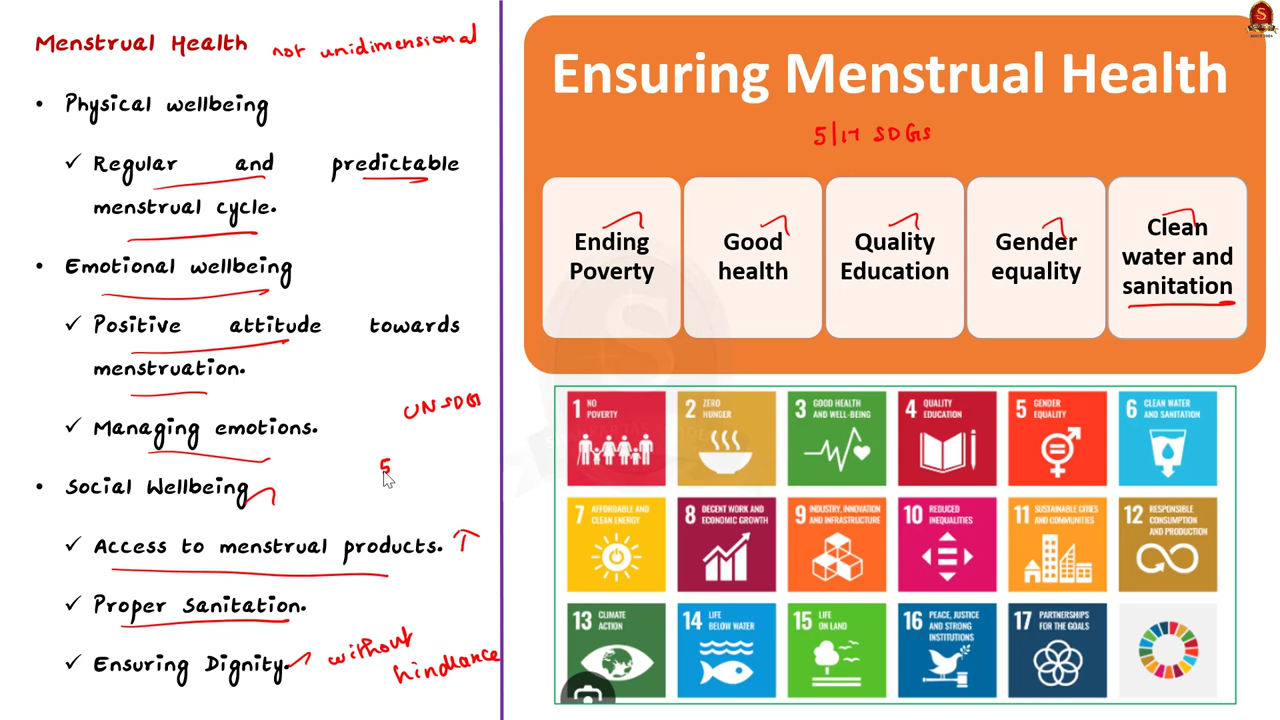 Menstrual Health not unidimensional
• Physical wellbeing
✓ Regular and predictable
menstrual cycle.
• Emotional wellbeing
✓ Positive attitude towards
menstruation.
UN SDG
✓ Managing emotions.
5
• Social Wellbeing
✓ Access to menstrual products.
✓ Proper Sanitation.
✓ Ensuring Dignity. without
hindrance
Ensuring Menstrual Health
5/17 SDGS
Ending
Poverty
Good
health
Quality
Education
Gender
equality
Clean
water and
sanitation
1 NO
POVERTY
2 ZERO
HUNGER
3 GOOD HEALTH
AND WELL-BEING
4 QUALITY
EDUCATION
5 GENDER
EQUALITY
6 CLEAN WATER
AND SANITATION
7 AFFORDABLE AND
CLEAN ENERGY
8 DECENT WORK AND
ECONOMIC GROWTH
9 INDUSTRY, INNOVATION
AND INFRASTRUCTURE
10 REDUCED
INEQUALITIES
11 SUSTAINABLE CITIES
AND COMMUNITIES
12 RESPONSIBLE
CONSUMPTION
AND PRODUCTION
13 CLIMATE
ACTION
14 LIFE
BELOW WATER
15 LIFE
ON LAND
16 PEACE, JUSTICE
AND STRONG
INSTITUTIONS
17 PARTNERSHIPS
FOR THE GOALS